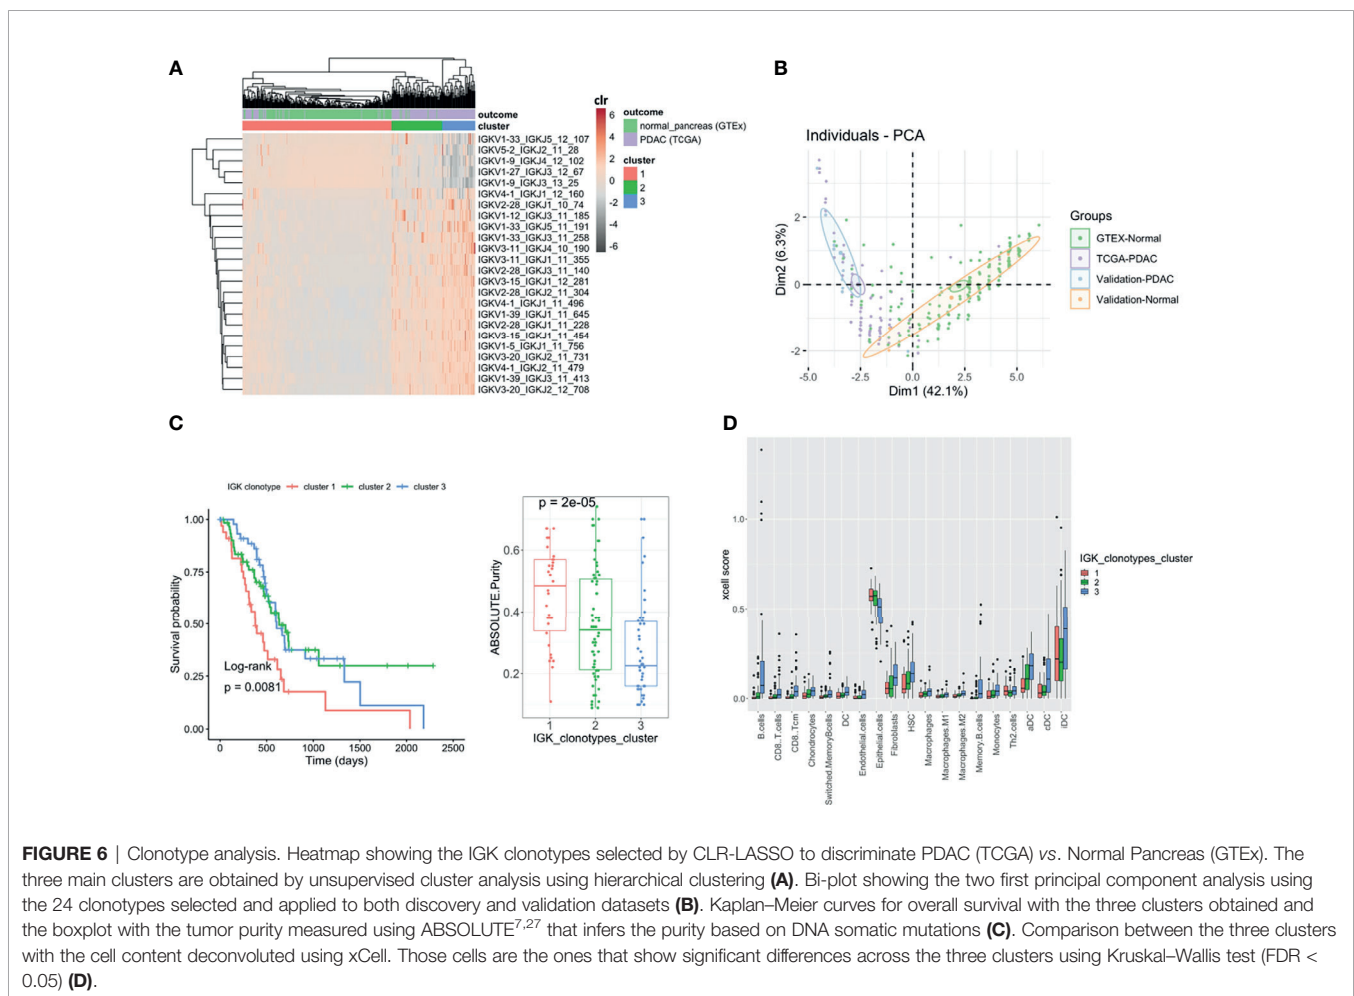 A
clr
6
4
2
0
-2
-4
-6
outcome
normal_pancreas (GTEx)
PDAC (TCGA)
cluster
1
2
3
outcome
cluster
IGKV1-33_IGKJ5_12_107
IGKV5-2_IGKJ2_11_28
IGKV1-9_IGKJ4_12_102
IGKV1-27_IGKJ3_12_67
IGKV1-9_IGKJ3_13_25
IGKV4-1_IGKJ1_12_160
IGKV2-28_IGKJ1_10_74
IGKV1-12_IGKJ3_11_185
IGKV1-33_IGKJ5_11_191
IGKV1-33_IGKJ3_11_258
IGKV3-11_IGKJ4_10_190
IGKV3-11_IGKJ1_11_355
IGKV2-28_IGKJ3_11_140
IGKV3-15_IGKJ1_12_281
IGKV2-28_IGKJ2_11_304
IGKV4-1_IGKJ1_11_496
IGKV1-39_IGKJ1_11_645
IGKV2-28_IGKJ1_11_228
IGKV3-15_IGKJ1_11_454
IGKV1-5_IGKJ1_11_756
IGKV3-20_IGKJ2_11_731
IGKV4-1_IGKJ2_11_479
IGKV1-39_IGKJ3_11_413
IGKV3-20_IGKJ2_12_708
B
Individuals - PCA
Dim2 (6.3%)
2
0
-2
-5.0 -2.5 0.0 2.5 5.0
Dim1 (42.1%)
Groups
GTEX-Normal
TCGA-PDAC
Validation-PDAC
Validation-Normal
C
IGK clonotype cluster 1 cluster 2 cluster 3
Survival probability
1.00
0.75
0.50
0.25
0.00
Log-rank
p = 0.0081
0 500 1000 1500 2000 2500
Time (days)
p = 2e-05
ABSOLUTE.Purity
0.6
0.4
0.2
1 2 3
IGK_clonotypes_cluster
D
xcell score
1.0
0.5
0.0
B.cells
CD8..T.cells
CD8..Tcm
Chondrocytes
Switched.MemoryBcells
DC
Endothelial.cells
Epithelial.cells
Fibroblasts
HSC
Macrophages
Macrophages.M1
Macrophages.M2
Memory.B.cells
Monocytes
Th2.cells
aDC
cDC
iDC
IGK_clonotypes_cluster
1
2
3
FIGURE 6 | Clonotype analysis. Heatmap showing the IGK clonotypes selected by CLR-LASSO to discriminate PDAC (TCGA) vs. Normal Pancreas (GTEx). The
three main clusters are obtained by unsupervised cluster analysis using hierarchical clustering (A). Bi-plot showing the two first principal component analysis using
the 24 clonotypes selected and applied to both discovery and validation datasets (B). Kaplan–Meier curves for overall survival with the three clusters obtained and
the boxplot with the tumor purity measured using ABSOLUTE7,27 that infers the purity based on DNA somatic mutations (C). Comparison between the three clusters
with the cell content deconvoluted using xCell. Those cells are the ones that show significant differences across the three clusters using Kruskal–Wallis test (FDR <
0.05) (D).